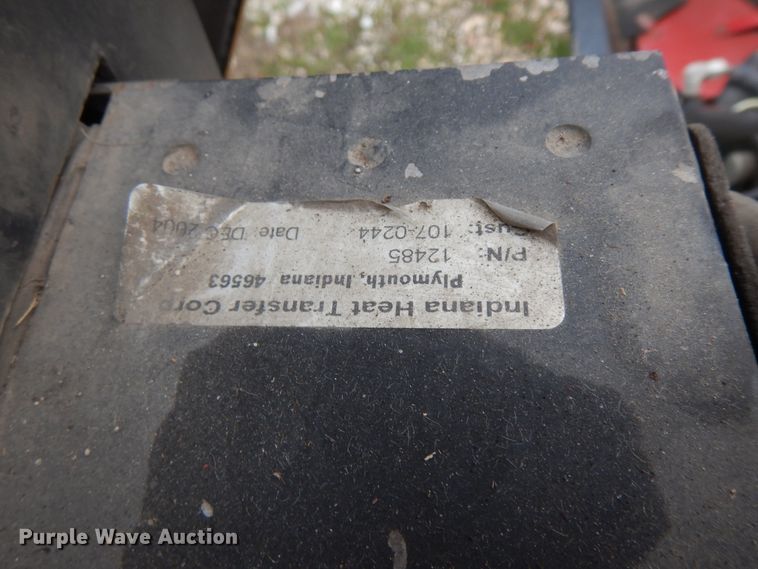 Indiana Heat Transfer Corp
Plymouth, Indiana 46563
P/N: 12485
Cust: 107-0244 Date DEC 2004
Purple Wave Auction